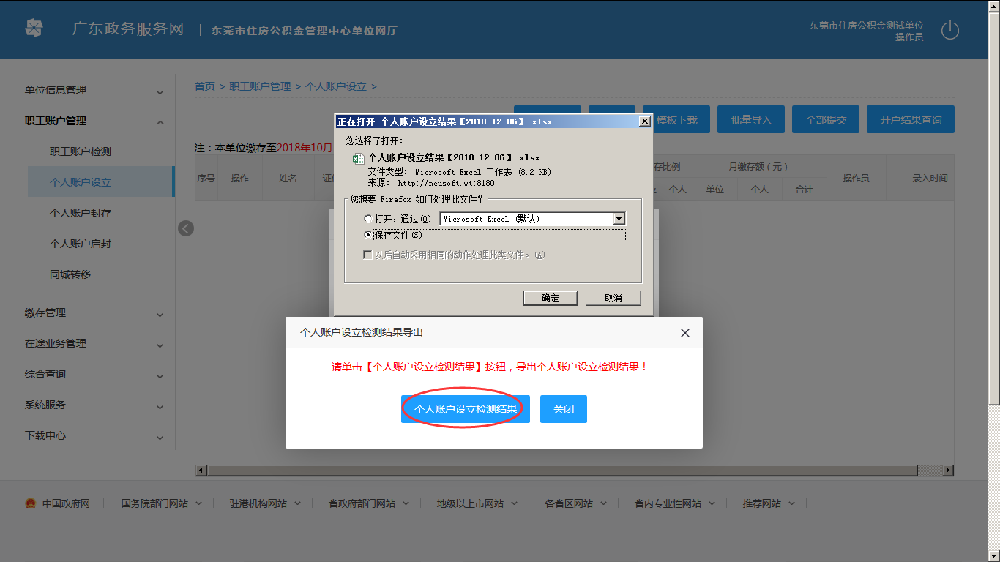 广东政务服务网 | 东莞市住房公积金管理中心单位网厅
东莞市住房公积金测试单位
操作员
单位信息管理
职工账户管理
职工账户检测
个人账户设立
个人账户封存
个人账户启封
同城转移
缴存管理
在途业务管理
综合查询
系统服务
下载中心
首页 > 职工账户管理 > 个人账户设立 >
模板下载 批量导入 全部提交 开户结果查询
注：本单位缴存至2018年10月
序号 操作 姓名 月缴存额（元） 操作员 录入时间
个人 单位 个人 合计
正在打开 个人账户设立结果【2018-12-06】.xlsx
您选择了打开：
个人账户设立结果【2018-12-06】.xlsx
文件类型： Microsoft Excel 工作表 (8.2 KB)
来源： http://neusoft.wt:8180
您想要 Firefox 如何处理此文件？
打开，通过(O) Microsoft Excel (默认)
保存文件(S)
以后自动采用相同的动作处理此类文件。(A)
确定 取消
个人账户设立检测结果导出
请单击【个人账户设立检测结果】按钮，导出个人账户设立检测结果！
个人账户设立检测结果 关闭
中国政府网 国务院部门网站 驻港机构网站 省政府部门网站 地级以上市网站 各省区网站 省内专业性网站 推荐网站